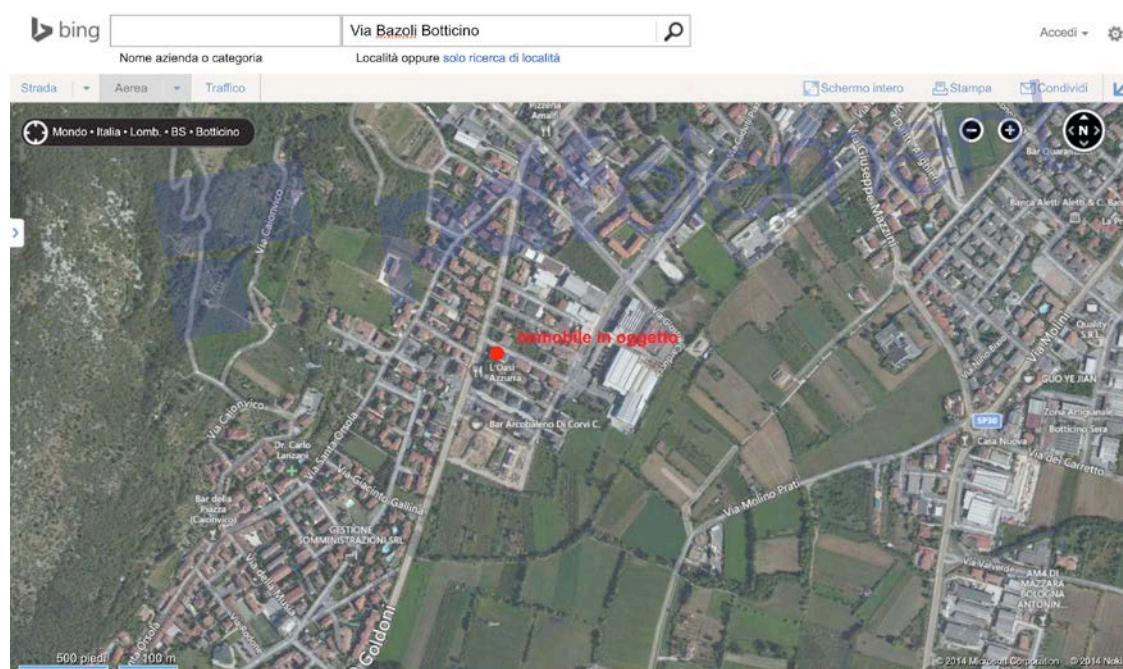 bing
Via Bazoli Botticino
Accedi
Nome azienda o categoria
Località oppure solo ricerca di località
Strada
Aerea
Traffico
Schermo intero
Stampa
Condividi
Mondo • Italia • Lomb. • BS • Botticino
N
Pizzeria
Amalfi
Via Giuseppe Mazzini
Bar
Banca Aletti Aletti & C. Ban
Via Caionvico
immobile in oggetto
L'Oasi
Azzurra
Quality
S.R.L.
Via Molini
GUO YE JIAN
Zona Artigianale
Botticino Sera
SP30
Casa Nuova
Via del Carretto
Bar Arcobaleno Di Corvi C.
Via Caionvico
Dr. Carlo
Lanzani
Via Santa Orsola
Via Giacinto Gallina
Via Molino Prati
Bar della
Piazza
(Caionvico)
GESTIONE
SOMMINISTRAZIONI SRL
Via della Musia
Via Valverde
AM4 DI
MAZZARA
BOLOGNA
ANTONIN...
Goldoni
Orsola
500 piedi
100 m
© 2014 Microsoft Corporation
© 2014 Noki